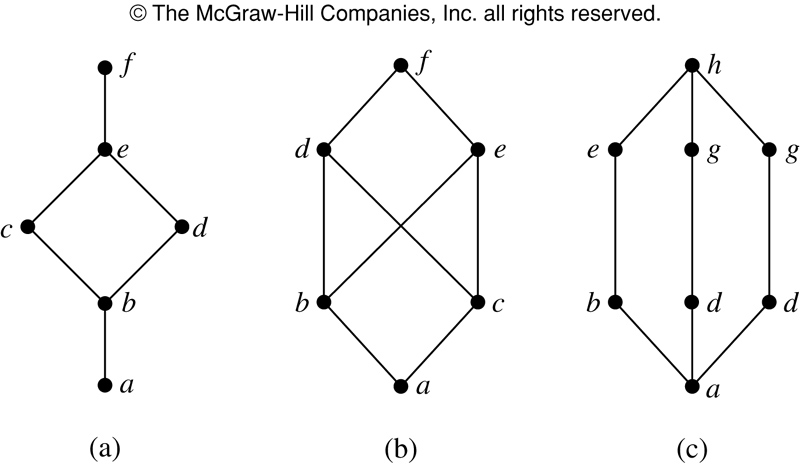 © The McGraw-Hill Companies, Inc. all rights reserved.
f f h
e d e e g g
c d
b b c b d d
a a a
(a) (b) (c)